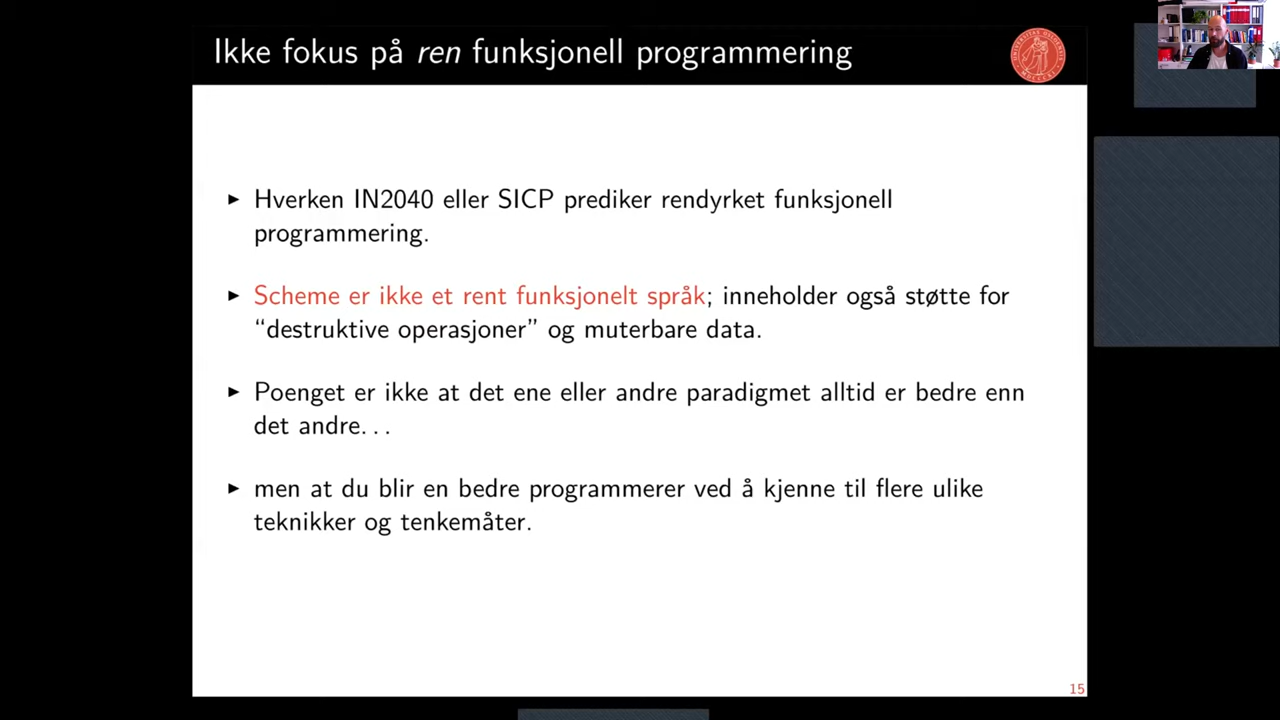 Ikke fokus på ren funksjonell programmering
▶ Hverken IN2040 eller SICP prediker rendyrket funksjonell
programmering.
▶ Scheme er ikke et rent funksjonelt språk; inneholder også støtte for
“destruktive operasjoner” og muterbare data.
▶ Poenget er ikke at det ene eller andre paradigmet alltid er bedre enn
det andre. . .
▶ men at du blir en bedre programmerer ved å kjenne til flere ulike
teknikker og tenkemåter.
15